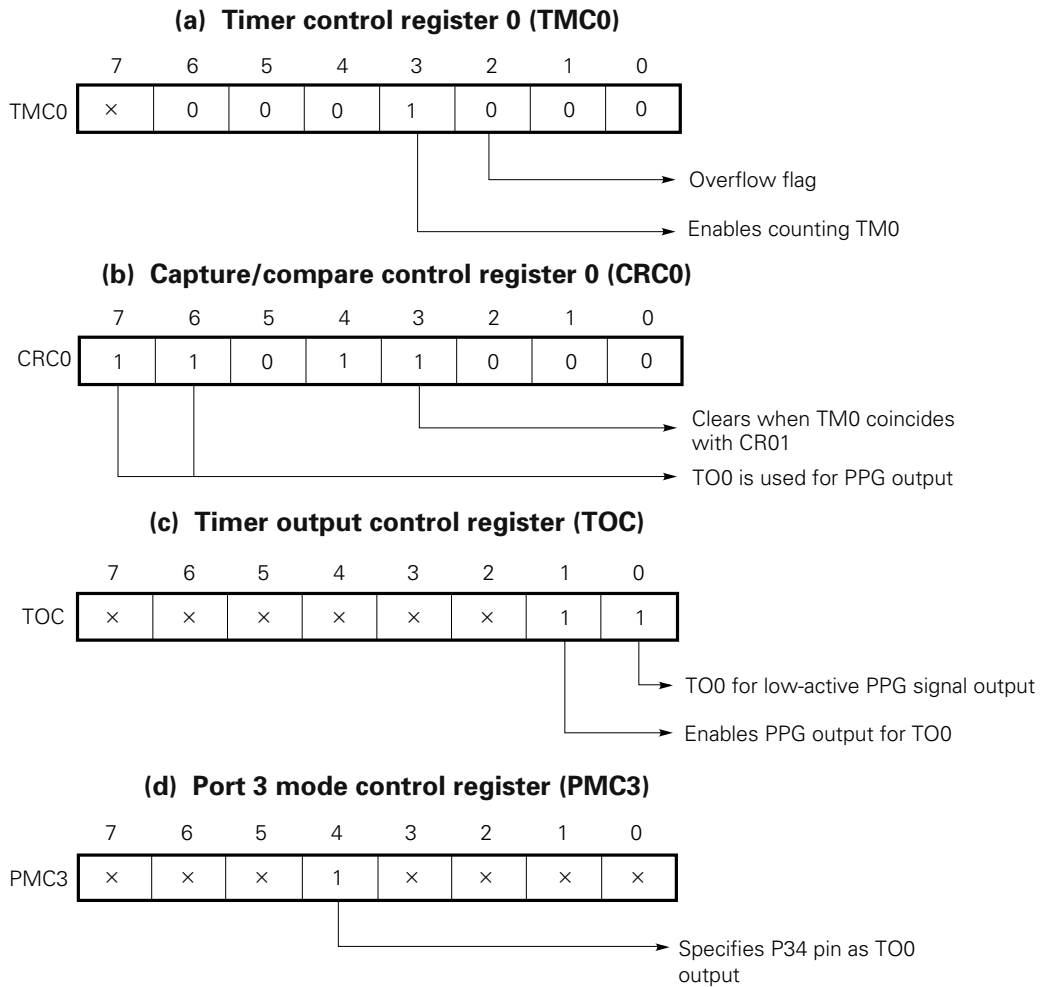 (a) Timer control register 0 (TMC0)
7 6 5 4 3 2 1 0
TMC0 × 0 0 0 1 0 0 0
Overflow flag
Enables counting TM0
(b) Capture/compare control register 0 (CRC0)
7 6 5 4 3 2 1 0
CRC0 1 1 0 1 1 0 0 0
Clears when TM0 coincides
with CR01
TO0 is used for PPG output
(c) Timer output control register (TOC)
7 6 5 4 3 2 1 0
TOC × × × × × × 1 1
TO0 for low-active PPG signal output
Enables PPG output for TO0
(d) Port 3 mode control register (PMC3)
7 6 5 4 3 2 1 0
PMC3 × × × 1 × × × ×
Specifies P34 pin as TO0
output